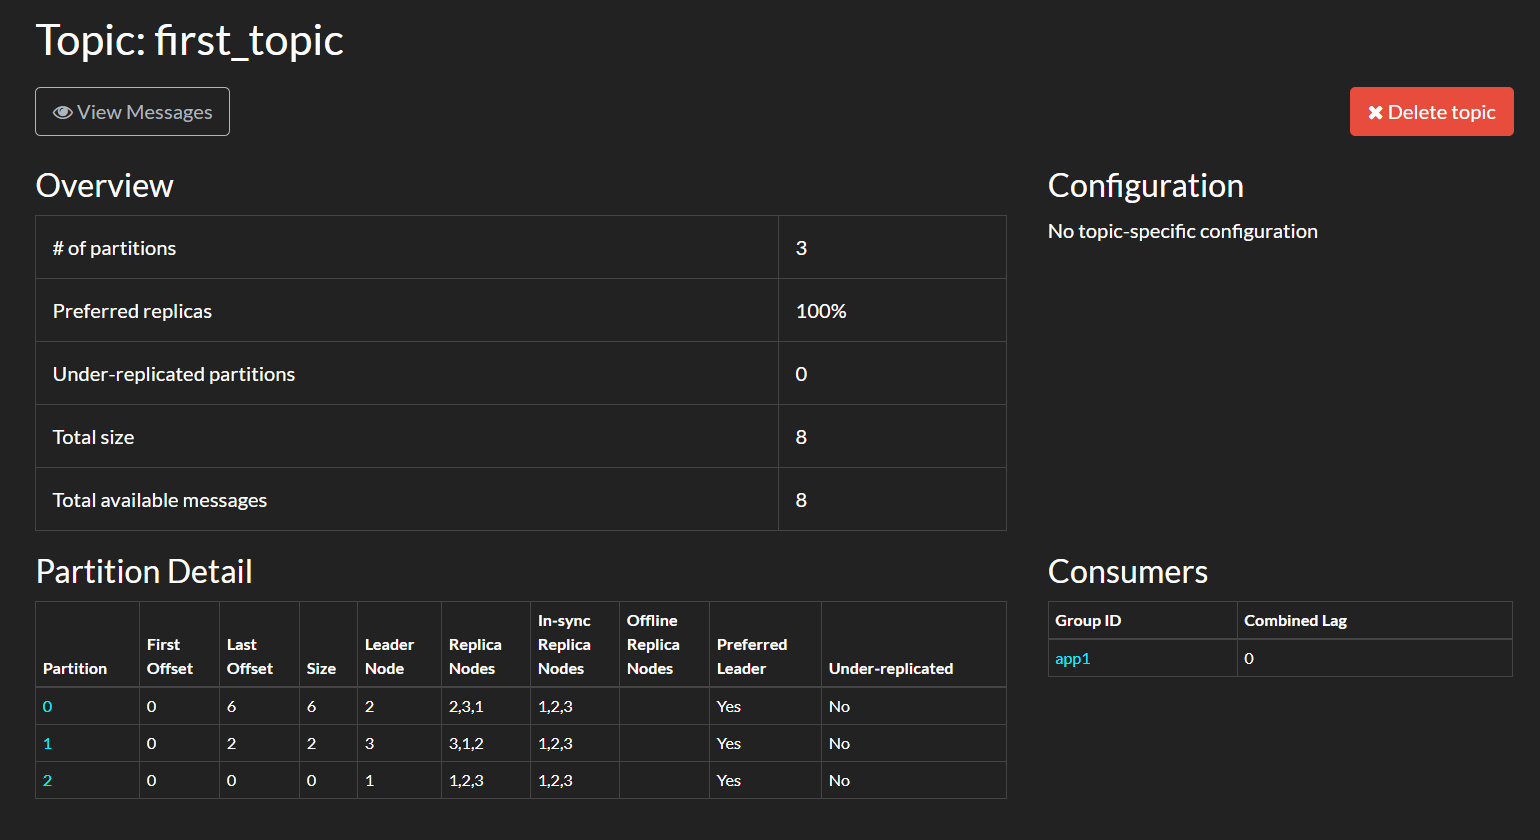 Topic: first_topic
View Messages
Delete topic
Overview
# of partitions 3
Preferred replicas 100%
Under-replicated partitions 0
Total size 8
Total available messages 8
Configuration
No topic-specific configuration
Partition Detail
Partition First Offset Last Offset Size Leader Node Replica Nodes In-sync Replica Nodes Offline Replica Nodes Preferred Leader Under-replicated
0 0 6 6 2 2,3,1 1,2,3 Yes No
1 0 2 2 3 3,1,2 1,2,3 Yes No
2 0 0 0 1 1,2,3 1,2,3 Yes No
Consumers
Group ID Combined Lag
app1 0